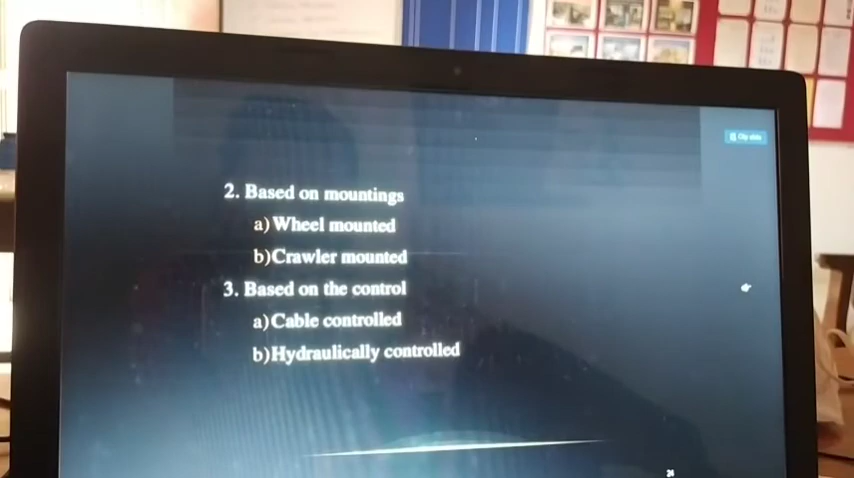 2. Based on mountings
a) Wheel mounted
b)Crawler mounted
3. Based on the control
a)Cable controlled
b)Hydraulically controlled